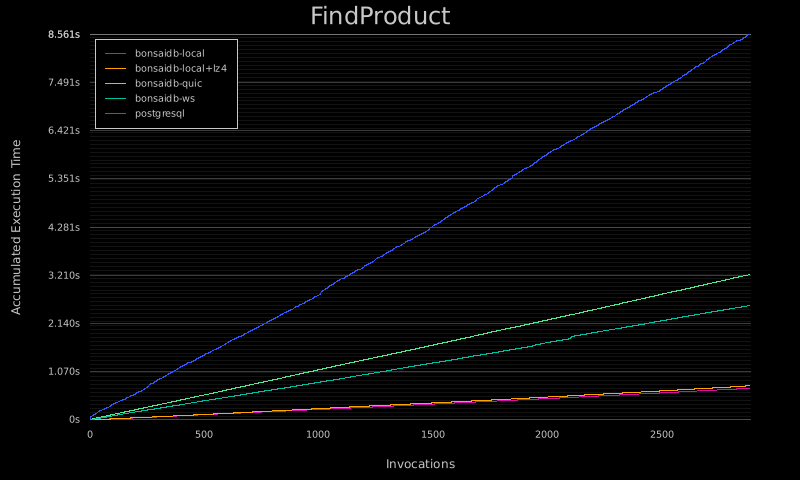 FindProduct
8.561s
7.491s
6.421s
5.351s
4.281s
3.210s
2.140s
1.070s
0s
bonsaidb-local
bonsaidb-local+lz4
bonsaidb-quic
bonsaidb-ws
postgresql
Accumulated Execution Time
0 500 1000 1500 2000 2500
Invocations